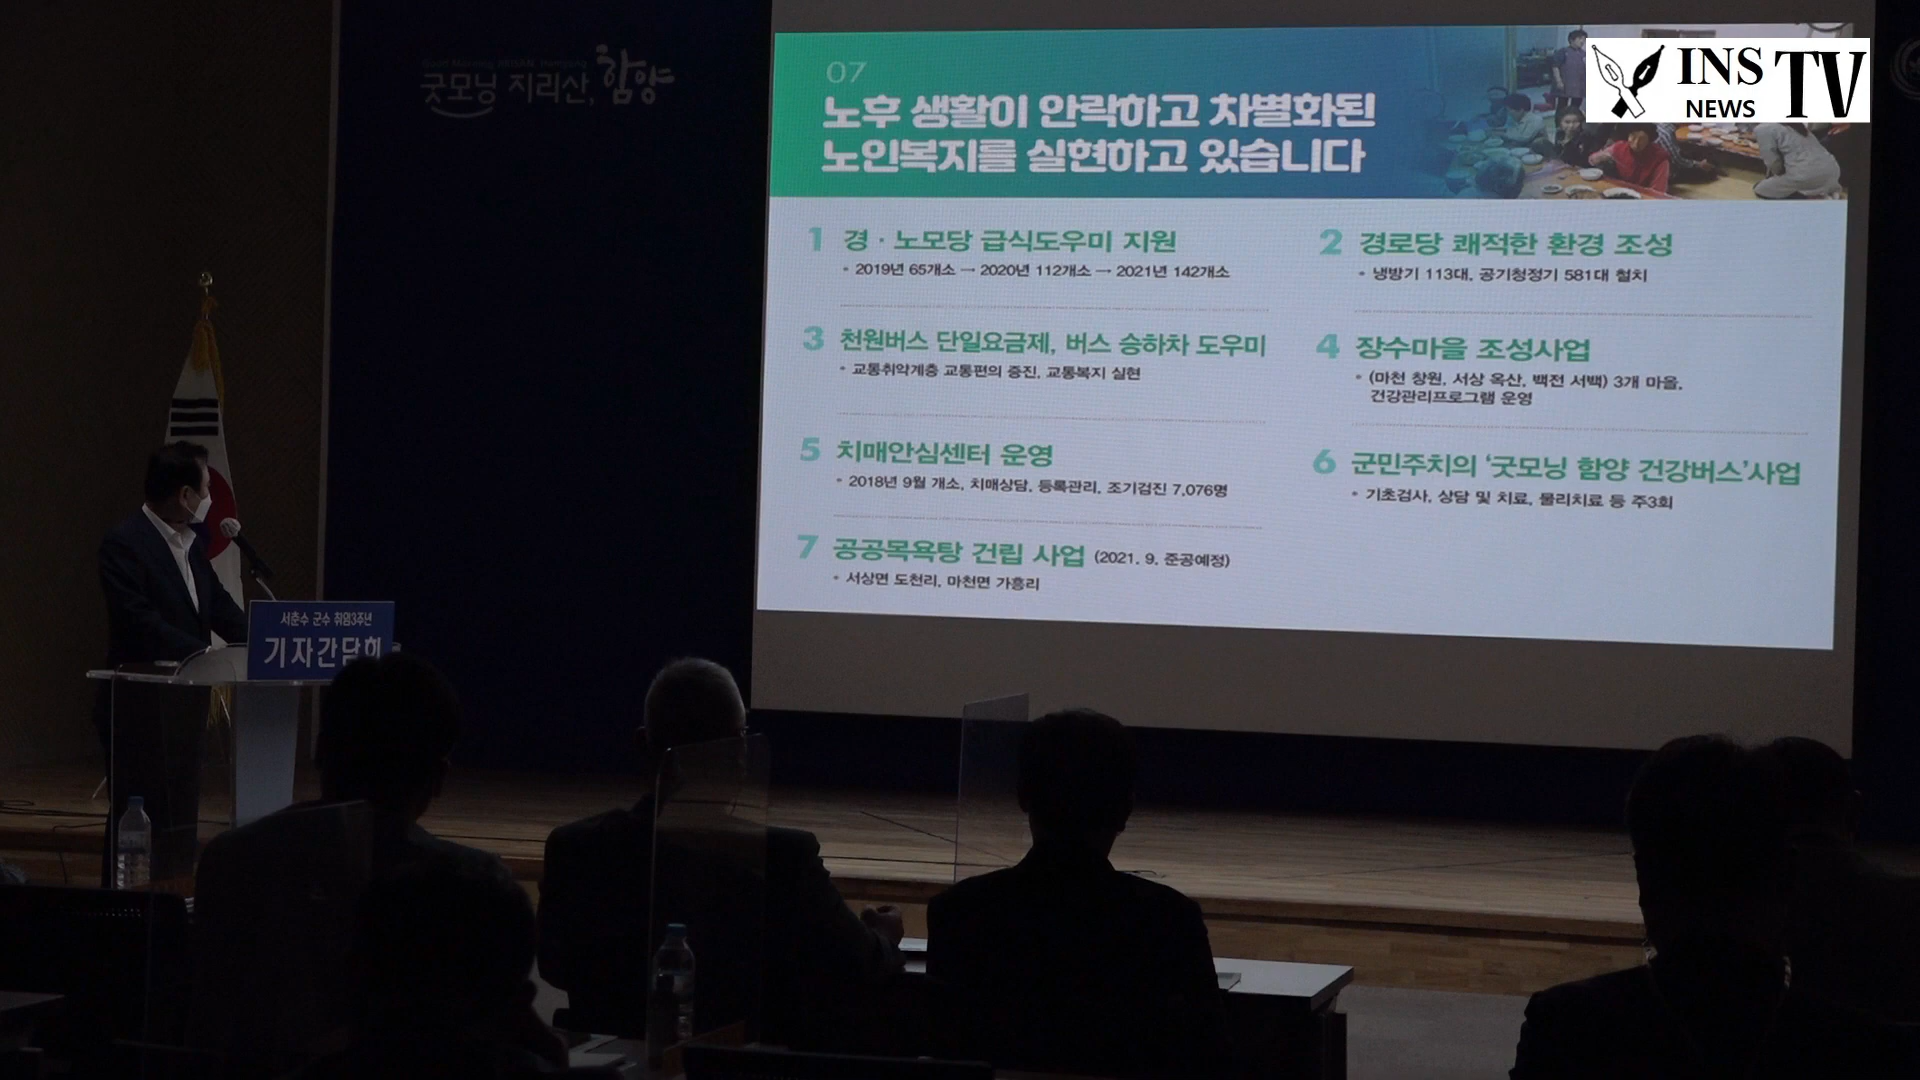 굿모닝 지리산, 함양
INS
NEWS
TV
07
노후 생활이 안락하고 차별화된
노인복지를 실현하고 있습니다
1 경·노모당 급식도우미 지원
• 2019년 65개소 → 2020년 112개소 → 2021년 142개소
2 경로당 쾌적한 환경 조성
• 냉방기 113대, 공기청정기 581대 설치
3 천원버스 단일요금제, 버스 승하차 도우미
• 교통취약계층 교통편의 증진, 교통복지 실현
4 장수마을 조성사업
• (마천 창원, 서상 옥산, 백전 서백) 3개 마을,
건강관리프로그램 운영
5 치매안심센터 운영
• 2018년 9월 개소, 치매상담, 등록관리, 조기검진 7,076명
6 군민주치의 ‘굿모닝 함양 건강버스’사업
• 기초검사, 상담 및 치료, 물리치료 등 주3회
7 공공목욕탕 건립 사업 (2021. 9. 준공예정)
• 서상면 도천리, 마천면 가흥리
서춘수 군수 취임3주년
기자간담회